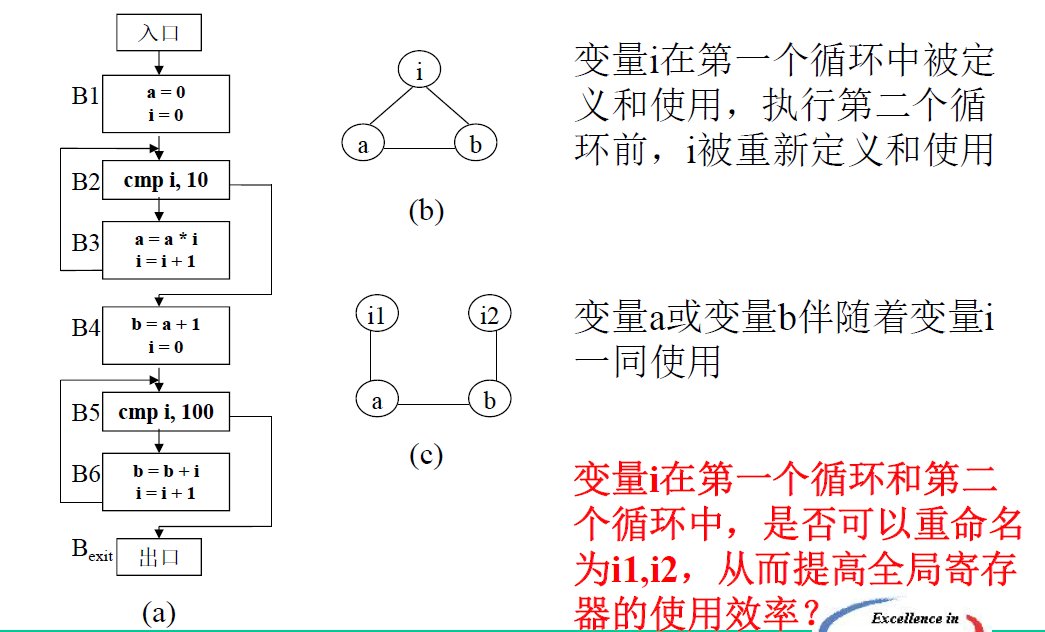 入口
B1
a = 0
i = 0
B2
cmp i, 10
B3
a = a * i
i = i + 1
B4
b = a + 1
i = 0
B5
cmp i, 100
B6
b = b + i
i = i + 1
Bexit
出口
(a)
i
a
b
(b)
i1
i2
a
b
(c)
变量i在第一个循环中被定
义和使用，执行第二个循
环前，i被重新定义和使用
变量a或变量b伴随着变量i
一同使用
变量i在第一个循环和第二
个循环中，是否可以重命名
为i1,i2，从而提高全局寄存
器的使用效率？
Excellence in